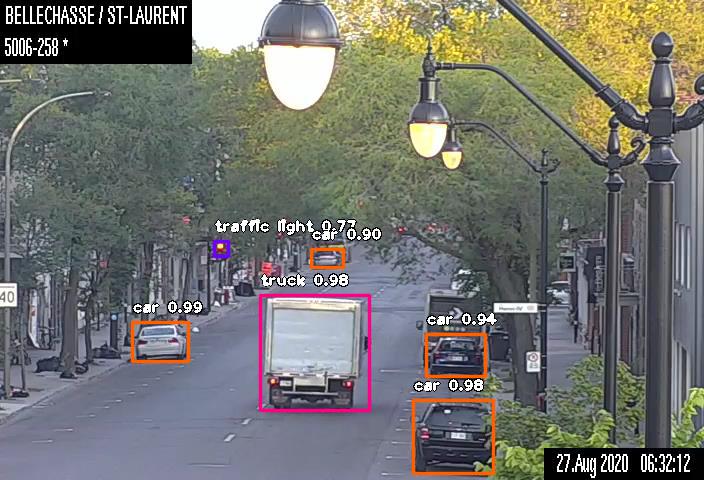 BELLECHASSE / ST-LAURENT
5006-258 *
traffic light 0.77
car 0.90
truck 0.98
40
car 0.99
car 0.94
car 0.98
27.Aug 2020 06:32:12